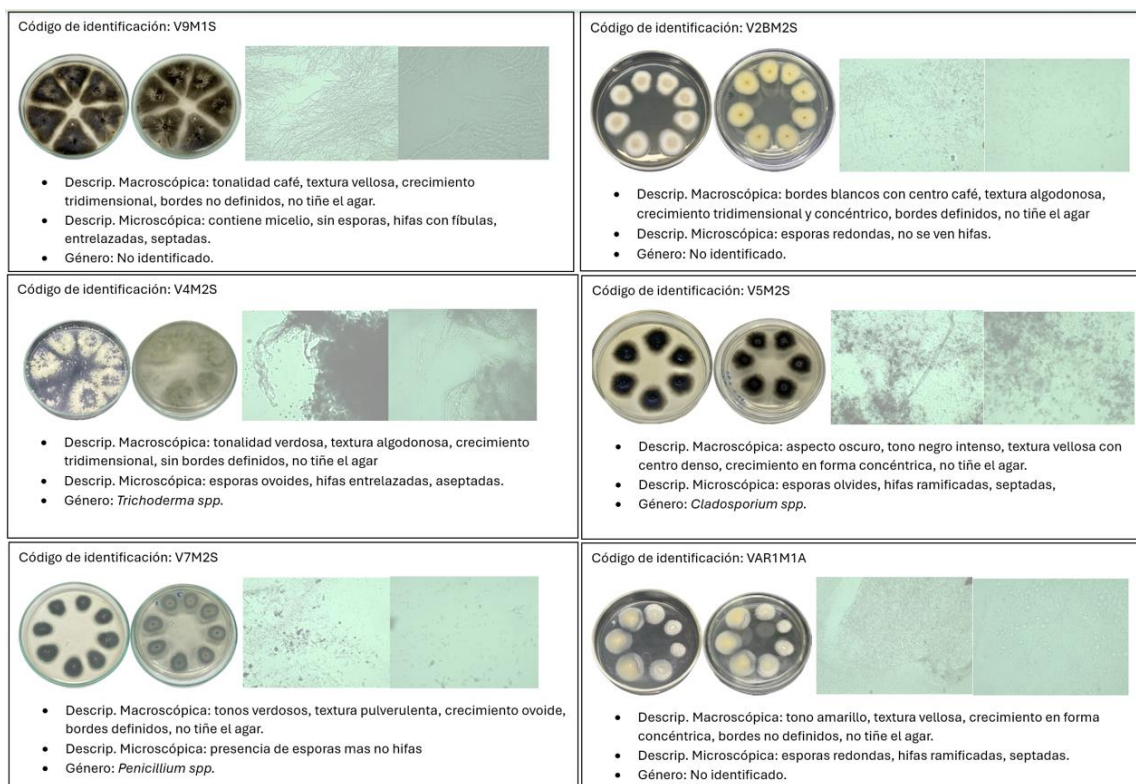 Código de identificación: V9M1S
• Descrip. Macroscópica: tonalidad café, textura vellosa, crecimiento
tridimensional, bordes no definidos, no tiñe el agar.
• Descrip. Microscópica: contiene micelio, sin esporas, hifas con fíbulas,
entrelazadas, septadas.
• Género: No identificado.
Código de identificación: V2BM2S
• Descrip. Macroscópica: bordes blancos con centro café, textura algodonosa,
crecimiento tridimensional y concéntrico, bordes definidos, no tiñe el agar
• Descrip. Microscópica: esporas redondas, no se ven hifas.
• Género: No identificado.
Código de identificación: V4M2S
• Descrip. Macroscópica: tonalidad verdosa, textura algodonosa, crecimiento
tridimensional, sin bordes definidos, no tiñe el agar
• Descrip. Microscópica: esporas ovoides, hifas entrelazadas, aseptadas.
• Género: Trichoderma spp.
Código de identificación: V5M2S
• Descrip. Macroscópica: aspecto oscuro, tono negro intenso, textura vellosa con
centro denso, crecimiento en forma concéntrica, no tiñe el agar.
• Descrip. Microscópica: esporas olvides, hifas ramificadas, septadas,
• Género: Cladosporium spp.
Código de identificación: V7M2S
• Descrip. Macroscópica: tonos verdosos, textura pulverulenta, crecimiento ovoide,
bordes definidos, no tiñe el agar.
• Descrip. Microscópica: presencia de esporas mas no hifas
• Género: Penicillium spp.
Código de identificación: VAR1M1A
• Descrip. Macroscópica: tono amarillo, textura vellosa, crecimiento en forma
concéntrica, bordes no definidos, no tiñe el agar.
• Descrip. Microscópica: esporas redondas, hifas ramificadas, septadas.
• Género: No identificado.